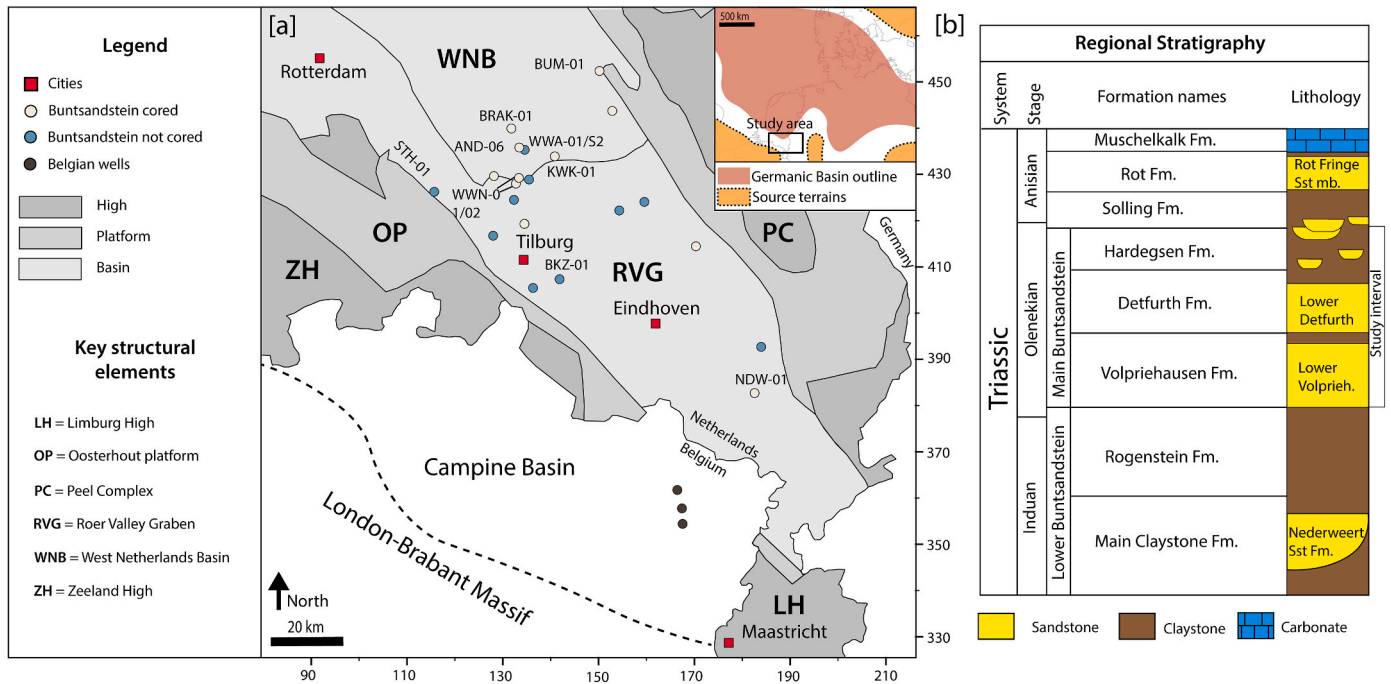 Legend
Cities
Buntsandstein cored
Buntsandstein not cored
Belgian wells
High
Platform
Basin
Key structural
elements
LH = Limburg High
OP = Oosterhout platform
PC = Peel Complex
RVG = Roer Valley Graben
WNB = West Netherlands Basin
ZH = Zeeland High
[a]
Rotterdam
WNB
BUM-01
BRAK-01
AND-06
WWA-01/S2
KWK-01
STH-01
WWN-0
1/02
OP
ZH
Tilburg
BKZ-01
RVG
Eindhoven
PC
Germany
NDW-01
Netherlands
Belgium
Campine Basin
London-Brabant Massif
LH
Maastricht
North
20 km
500 km
Study area
Germanic Basin outline
Source terrains
450
430
410
390
370
350
330
90
110
130
150
170
190
210
[b]
Regional Stratigraphy
System
Stage
Formation names
Lithology
Triassic
Anisian
Olenekian
Induan
Main Buntsandstein
Lower Buntsandstein
Muschelkalk Fm.
Rot Fm.
Rot Fringe
Sst mb.
Solling Fm.
Hardegsen Fm.
Detfurth Fm.
Lower
Detfurth
Volpriehausen Fm.
Lower
Volprieh.
Rogenstein Fm.
Main Claystone Fm.
Nederweert
Sst Fm.
Study interval
Sandstone
Claystone
Carbonate